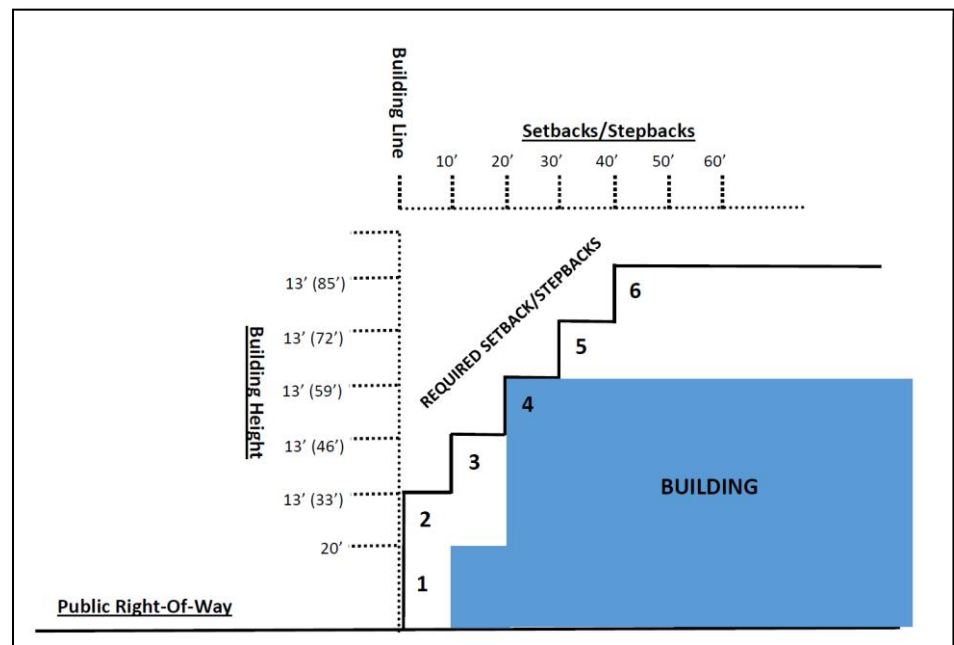 Building Line
Setbacks/Stepbacks
10’ 20’ 30’ 40’ 50’ 60’
REQUIRED SETBACK/STEPBACKS
Building Height
13’ (85’)
13’ (72’)
13’ (59’)
13’ (46’)
13’ (33’)
20’
6
5
4
3
2
1
BUILDING
Public Right-Of-Way